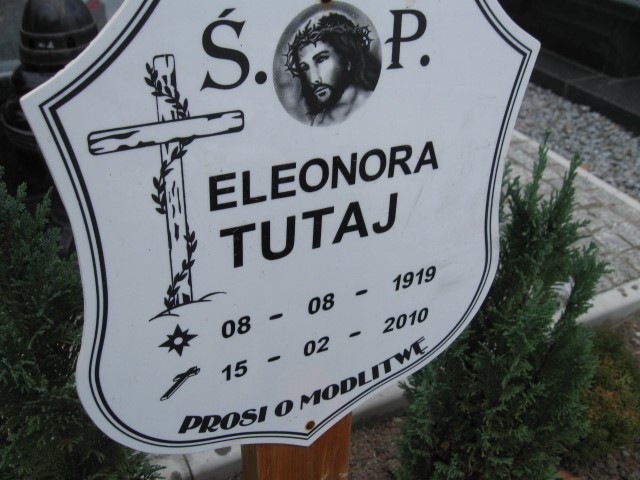 Ś. P.
ELEONORA
TUTAJ
08 - 08 - 1919
15 - 02 - 2010
PROSI O MODLITWĘ